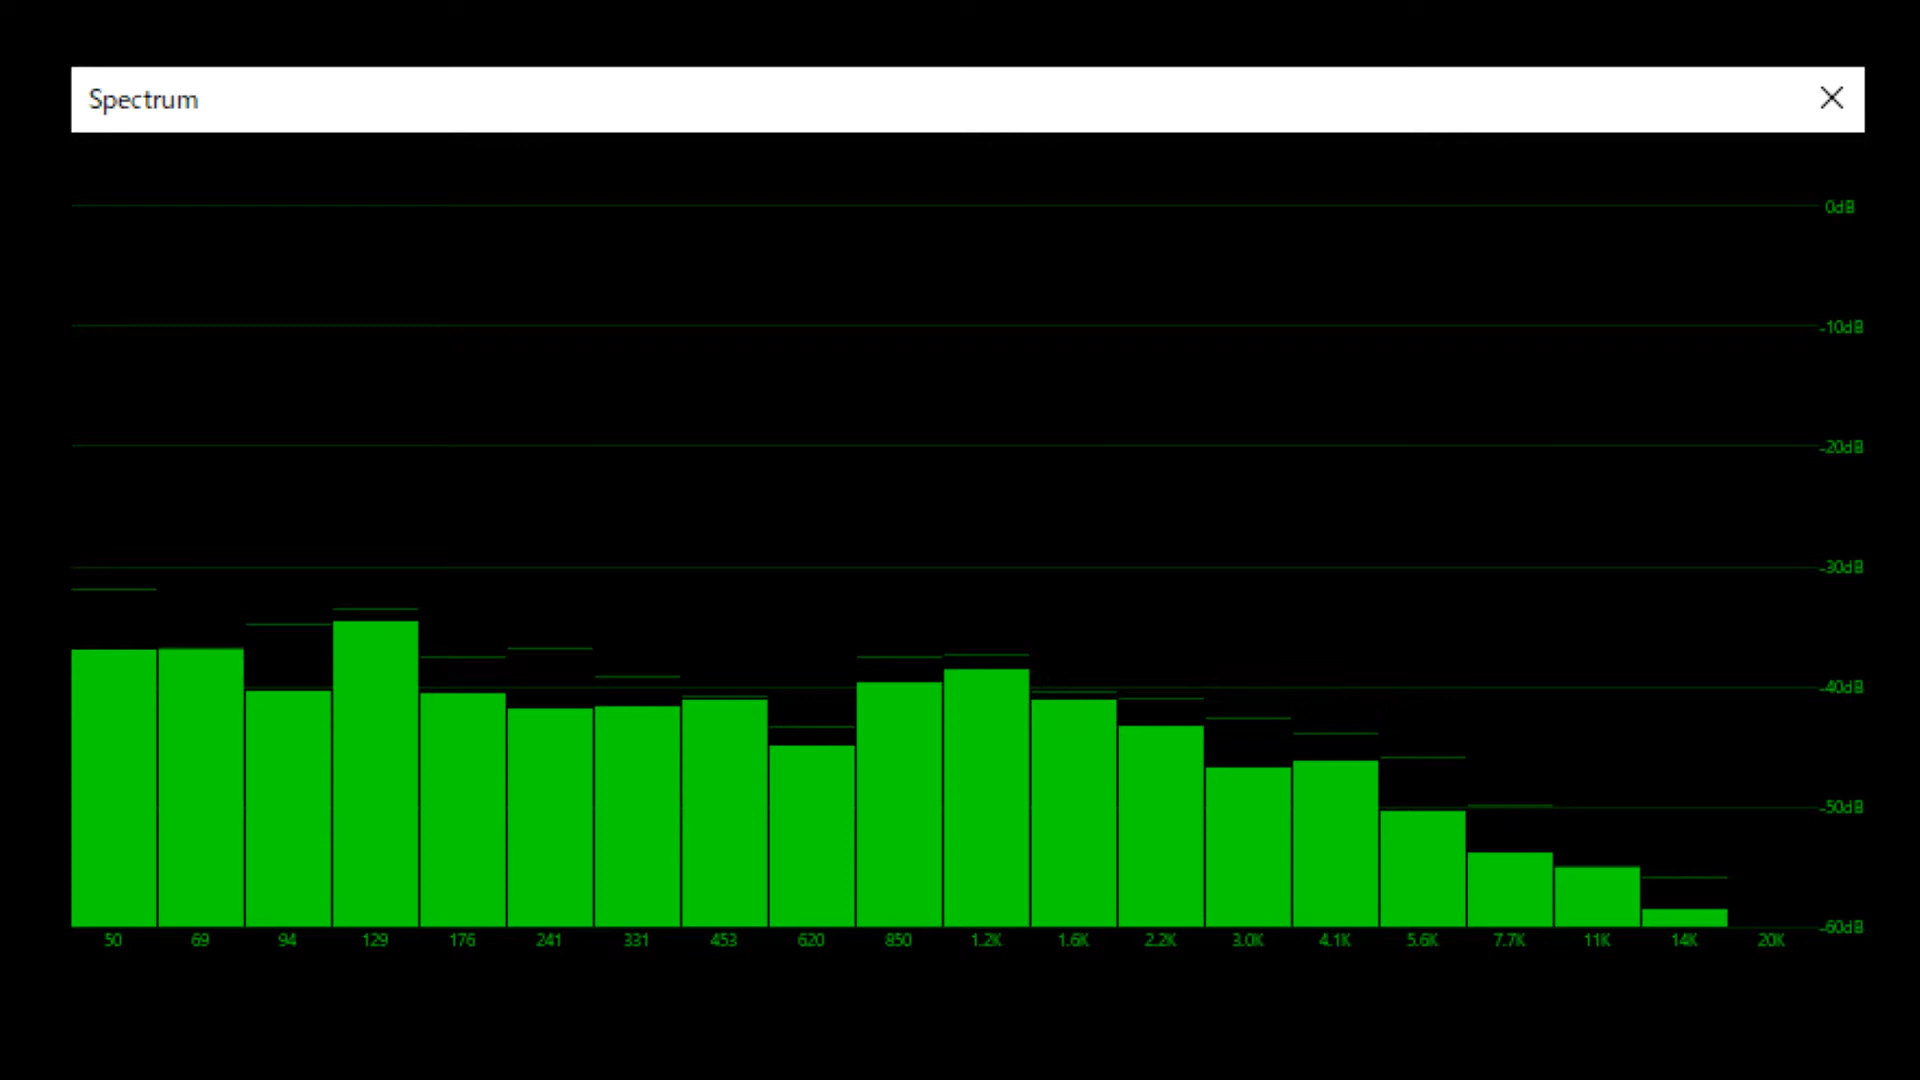 Spectrum
0dB
-10dB
-20dB
-30dB
-40dB
-50dB
-60dB
50 69 94 129 176 241 331 453 620 850 1.2K 1.6K 2.2K 3.0K 4.1K 5.6K 7.7K 11K 14K 20K